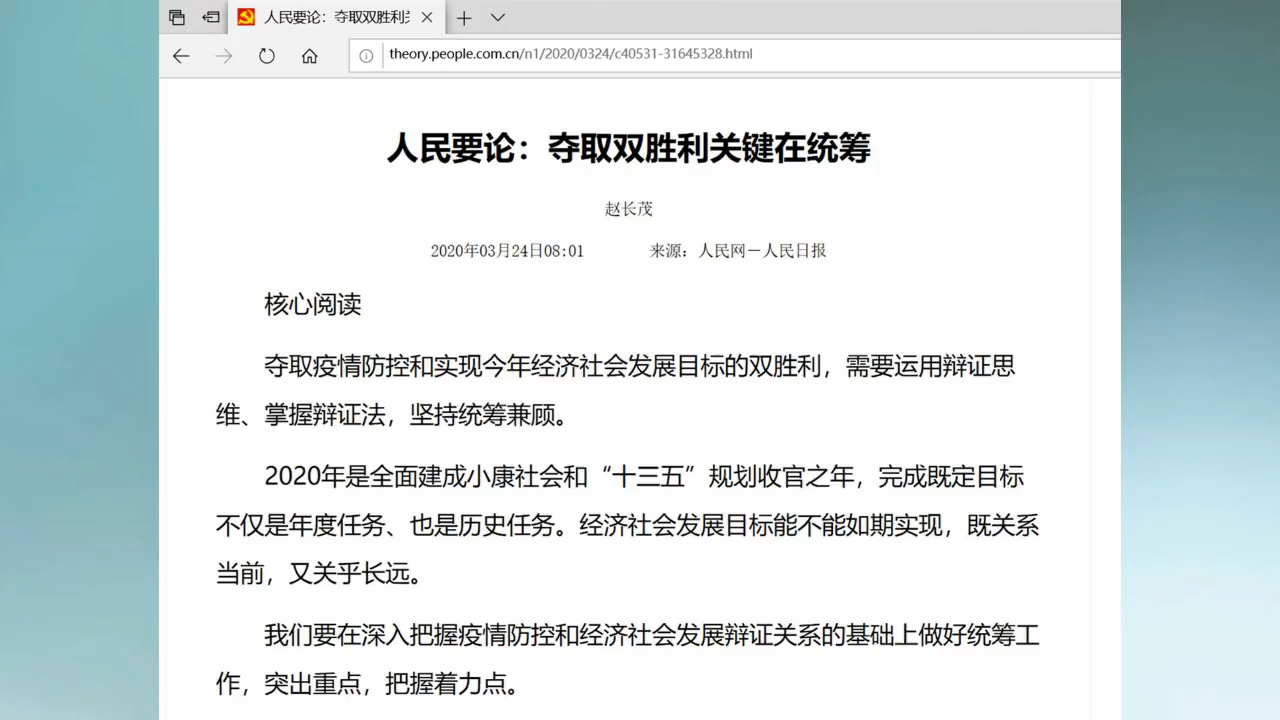 人民要论：夺取双胜利关
theory.people.com.cn/n1/2020/0324/c40531-31645328.html
人民要论：夺取双胜利关键在统筹
赵长茂
2020年03月24日08:01 来源：人民网－人民日报
核心阅读
夺取疫情防控和实现今年经济社会发展目标的双胜利，需要运用辩证思
维、掌握辩证法，坚持统筹兼顾。
2020年是全面建成小康社会和“十三五”规划收官之年，完成既定目标
不仅是年度任务、也是历史任务。经济社会发展目标能不能如期实现，既关系
当前，又关乎长远。
我们要在深入把握疫情防控和经济社会发展辩证关系的基础上做好统筹工
作，突出重点，把握着力点。